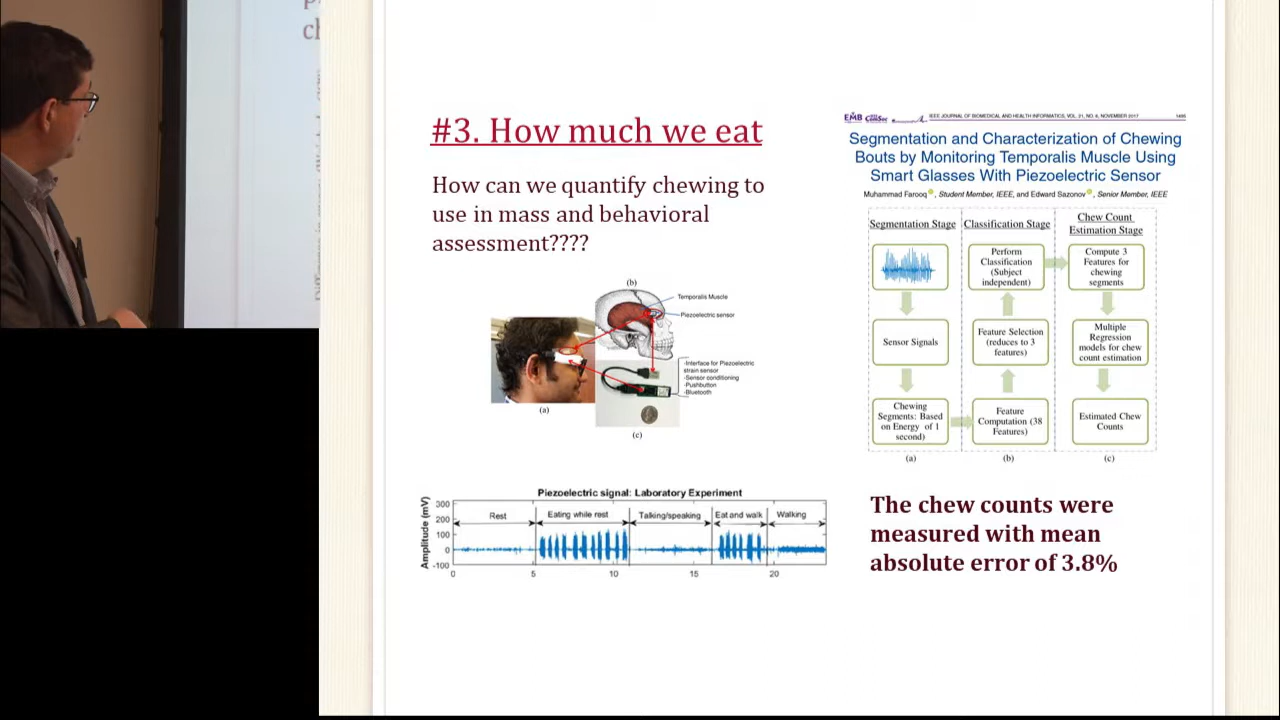 #3. How much we eat
How can we quantify chewing to
use in mass and behavioral
assessment????
(b)
Temporalis Muscle
Piezoelectric sensor
-Interface for Piezoelectric
strain sensor
-Sensor conditioning
-Pushbutton
-Bluetooth
(a)
(c)
Piezoelectric signal: Laboratory Experiment
Amplitude (mV)
300
200
100
0
-100
Rest
Eating while rest
Talking/speaking
Eat and walk
Walking
0
5
10
15
20
EMB
IEEE JOURNAL OF BIOMEDICAL AND HEALTH INFORMATICS, VOL. 21, NO. 6, NOVEMBER 2017
1495
Segmentation and Characterization of Chewing
Bouts by Monitoring Temporalis Muscle Using
Smart Glasses With Piezoelectric Sensor
Muhammad Farooq, Student Member, IEEE, and Edward Sazonov, Senior Member, IEEE
Segmentation Stage
Sensor Signals
Chewing
Segments: Based
on Energy of 1
second)
(a)
Classification Stage
Perform
Classification
(Subject
independent)
Feature Selection
(reduces to 3
features)
Feature
Computation (38
Features)
(b)
Chew Count
Estimation Stage
Compute 3
Features for
chewing
segments
Multiple
Regression
models for chew
count estimation
Estimated Chew
Counts
(c)
The chew counts were
measured with mean
absolute error of 3.8%